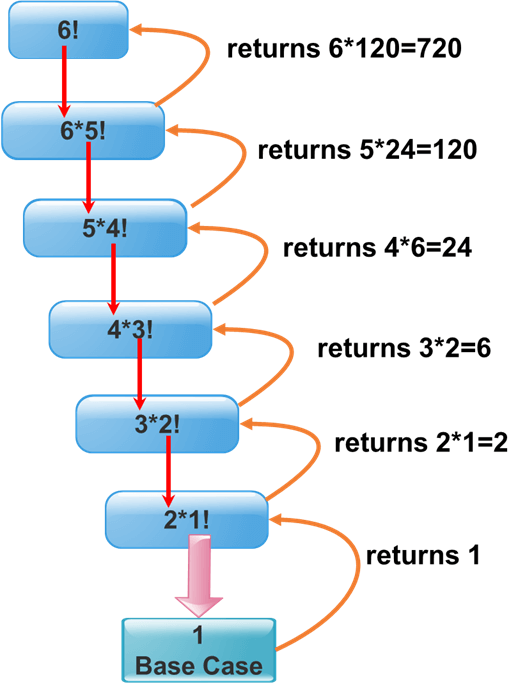 6!
returns 6*120=720
6*5!
returns 5*24=120
5*4!
returns 4*6=24
4*3!
returns 3*2=6
3*2!
returns 2*1=2
2*1!
returns 1
1
Base Case